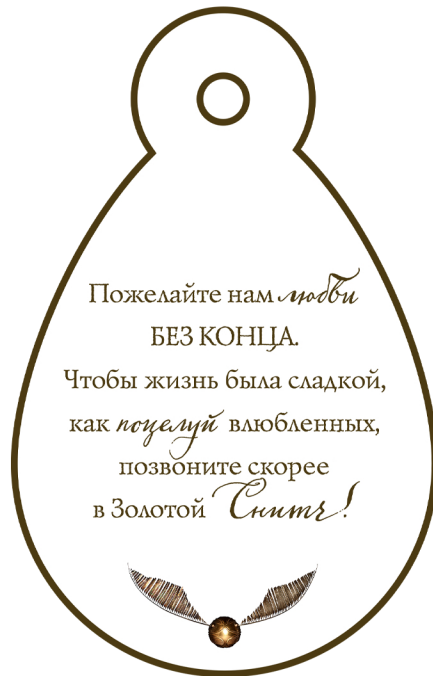 Пожелайте нам любви
БЕЗ КОНЦА.
Чтобы жизнь была сладкой,
как поцелуй влюбленных,
позвоните скорее
в Золотой Снитч!